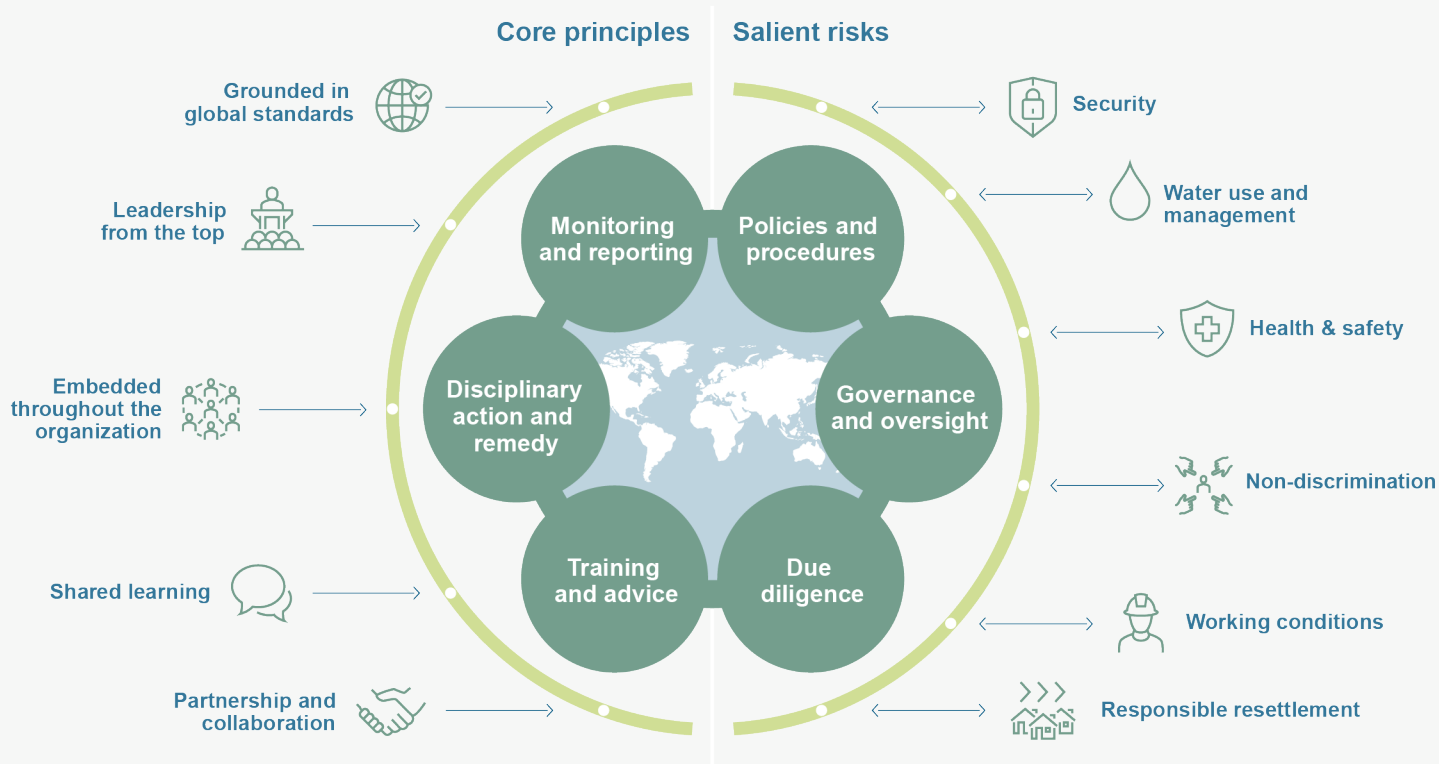 Core principles
Salient risks
Grounded in
global standards
Leadership
from the top
Embedded
throughout the
organization
Shared learning
Partnership and
collaboration
Monitoring
and reporting
Policies and
procedures
Disciplinary
action and
remedy
Governance
and oversight
Training
and advice
Due
diligence
Security
Water use and
management
Health & safety
Non-discrimination
Working conditions
Responsible resettlement